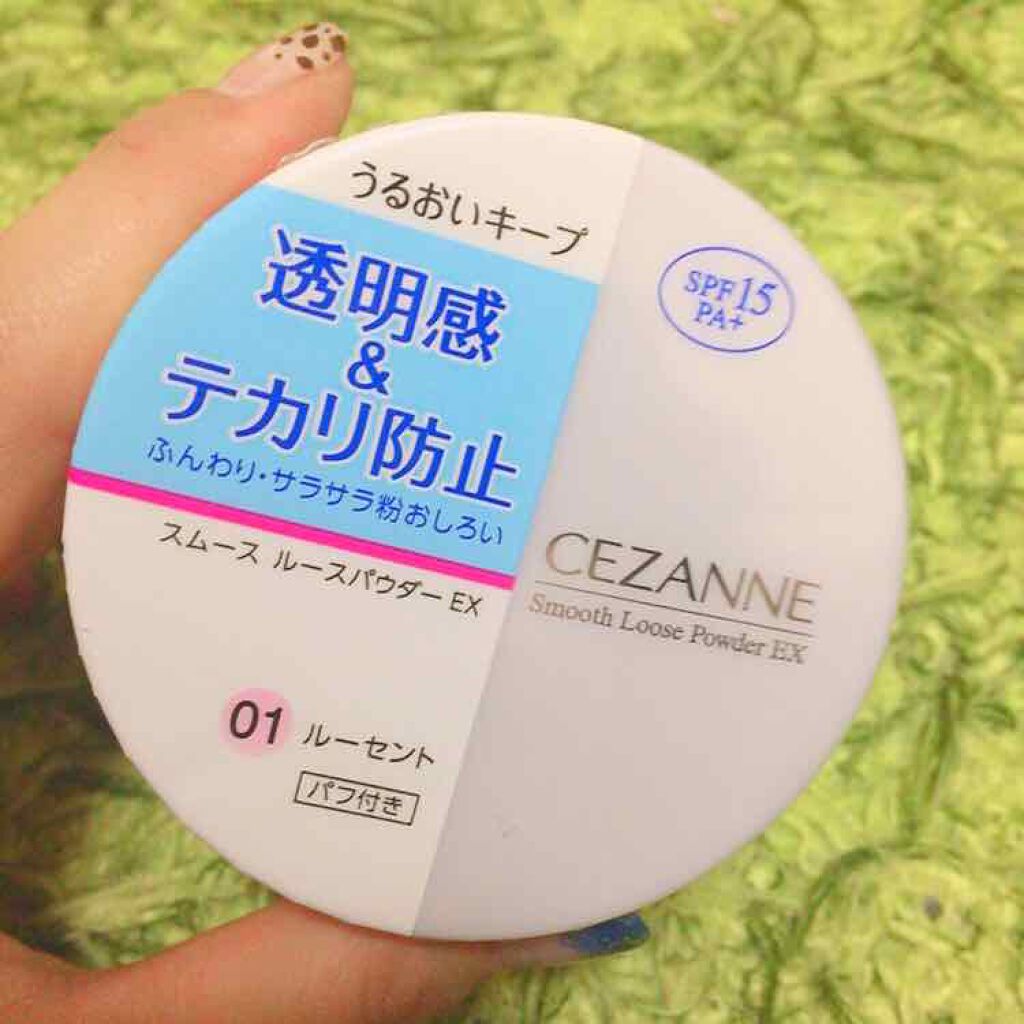 うるおいキープ
透明感
&
テカリ防止
ふんわり・サラサラ粉おしろい
スムース ルースパウダー EX
01 ルーセント
パフ付き
SPF15
PA+
CEZANNE
Smooth Loose Powder EX